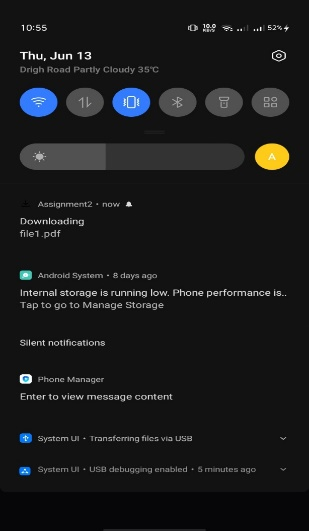 10:55
10.0
KB/S
52%
Thu, Jun 13
Drigh Road Partly Cloudy 35°C
A
Assignment2 • now
Downloading
file1.pdf
Android System • 8 days ago
Internal storage is running low. Phone performance is..
Tap to go to Manage Storage
Silent notifications
Phone Manager
Enter to view message content
System UI • Transferring files via USB
System UI • USB debugging enabled • 5 minutes ago